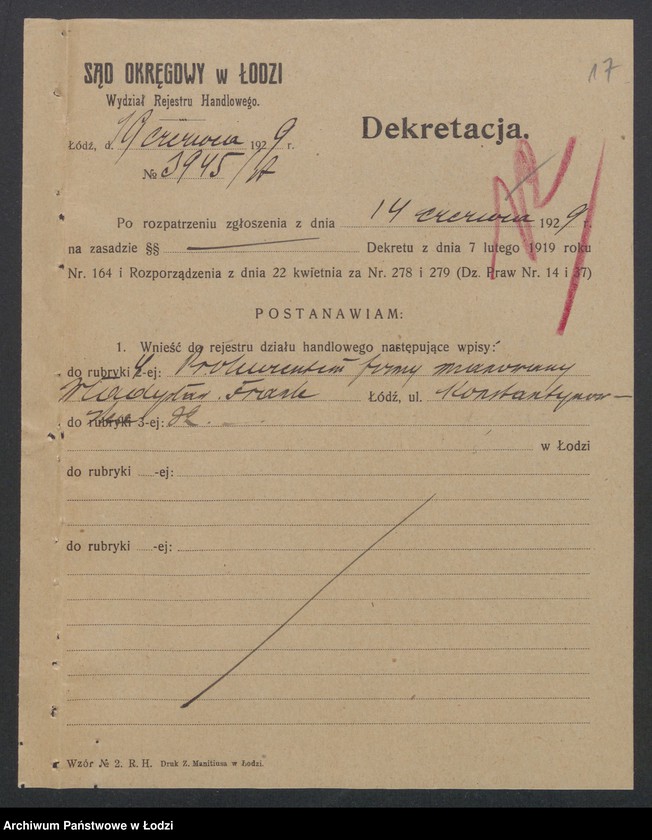 17
SĄD OKRĘGOWY w ŁODZI
Wydział Rejestru Handlowego.
Łódź, d. 19 czerwca 1929 r.
№ 3945/A
Dekretacja.
Po rozpatrzeniu zgłoszenia z dnia 14 czerwca 1929 r.
na zasadzie §§ Dekretu z dnia 7 lutego 1919 roku
Nr. 164 i Rozporządzenia z dnia 22 kwietnia za Nr. 278 i 279 (Dz. Praw Nr. 14 i 37)
POSTANAWIAM:
1. Wnieść do rejestru działu handlowego następujące wpisy:
do rubryki 4-ej: Prokurentem firmy mianowany
Władysław Frank Łódź, ul. Konstantynow-
do rubryki 3-ej: 32.
w Łodzi
do rubryki -ej:
do rubryki -ej:
Wzór № 2. R. H. Druk Z. Manitiusa w Łodzi.
Archiwum Państwowe w Łodzi